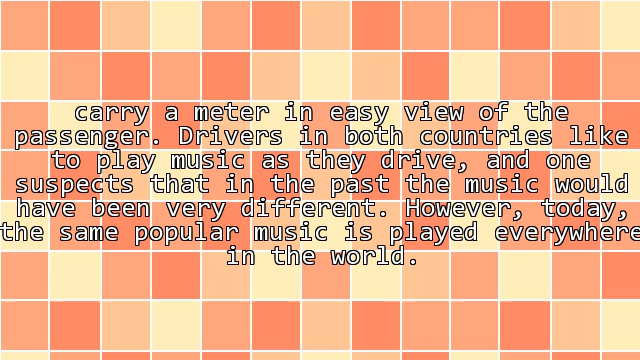 carry a meter in easy view of the
passenger. Drivers in both countries like
to play music as they drive, and one
suspects that in the past the music would
have been very different. However, today,
the same popular music is played everywhere
in the world.